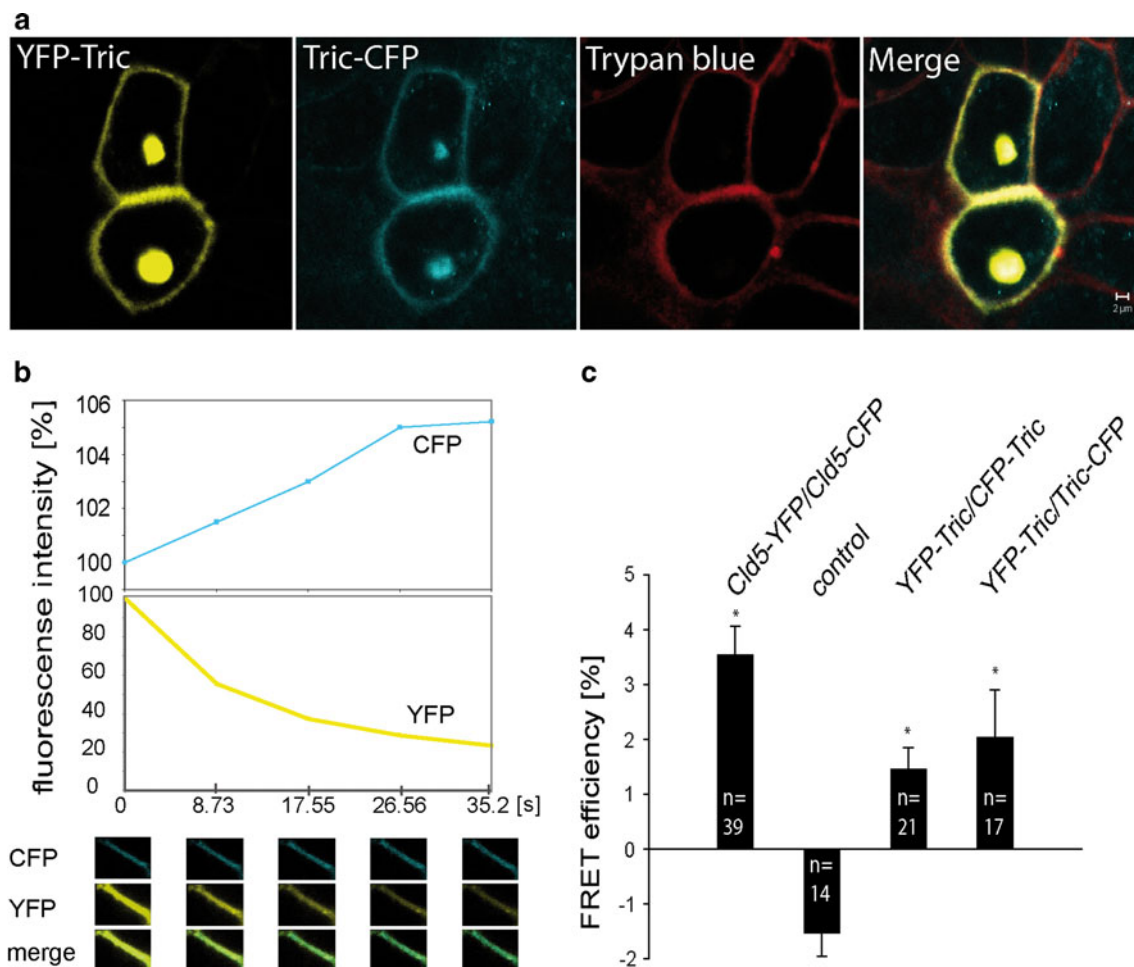 a
YFP-Tric
Tric-CFP
Trypan blue
Merge
2 µm
b
fluorescense intensity [%]
106
104
102
100
CFP
100
80
60
40
20
0
YFP
0 8.73 17.55 26.56 35.2 [s]
CFP
YFP
merge
c
Cld5-YFP/Cld5-CFP
control
YFP-Tric/CFP-Tric
YFP-Tric/Tric-CFP
FRET efficiency [%]
5
4
3
2
1
0
-1
-2
*
n=
39
n=
14
*
n=
21
*
n=
17